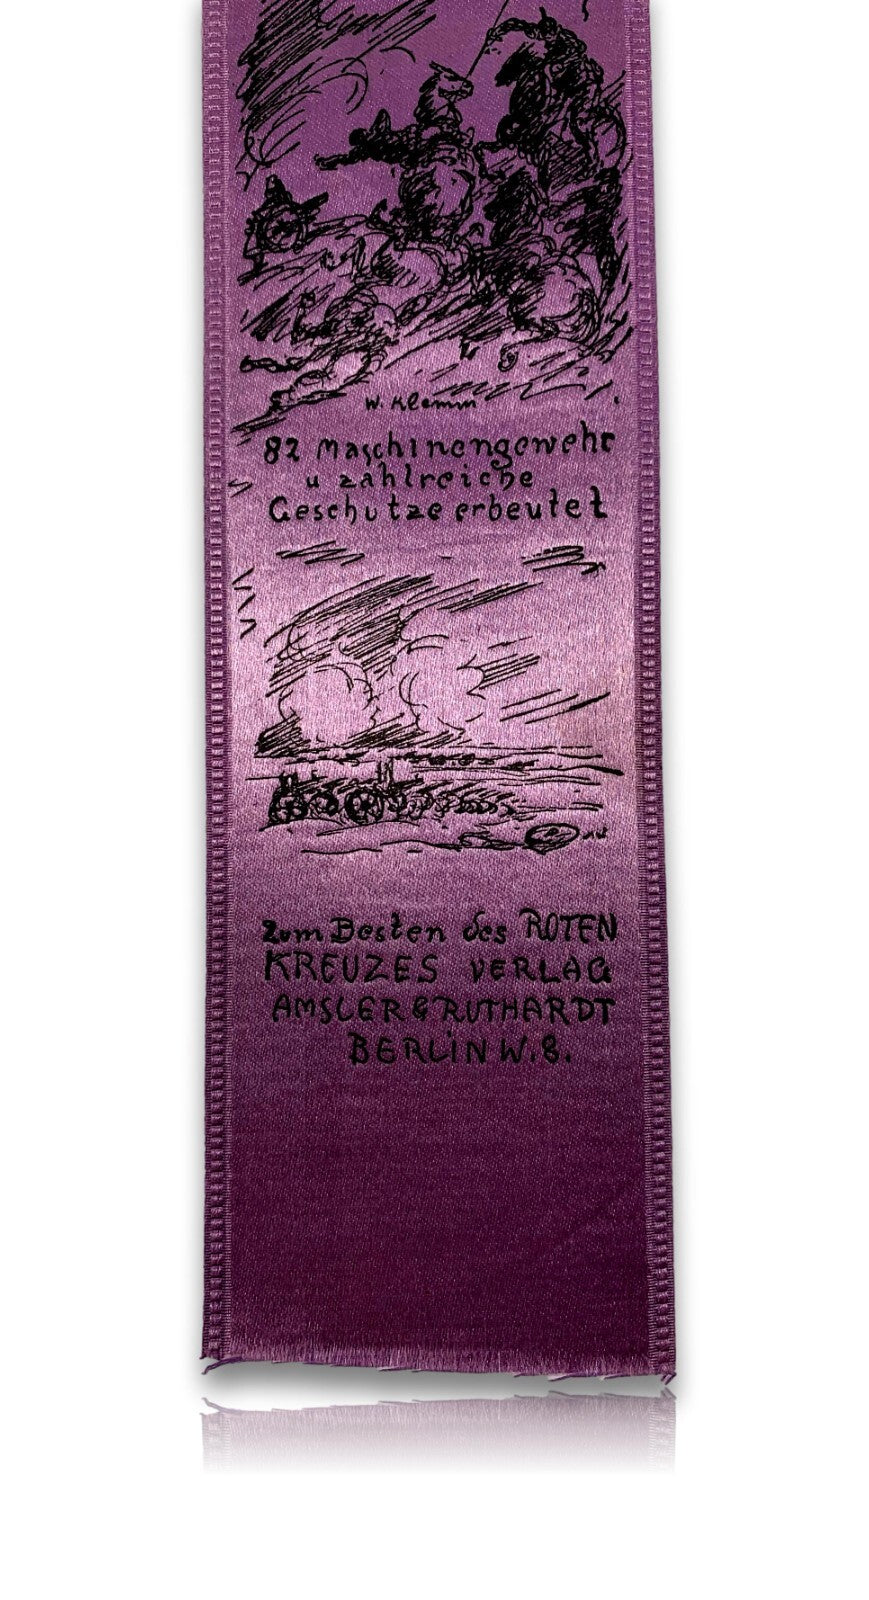 W. Klemm
82 Maschinengewehr
u zahlreiche
Geschutze erbeutet
Zum Besten des ROTEN
KREUZES VERLAG
AMSLER & RUTHARDT
BERLIN W. 8.